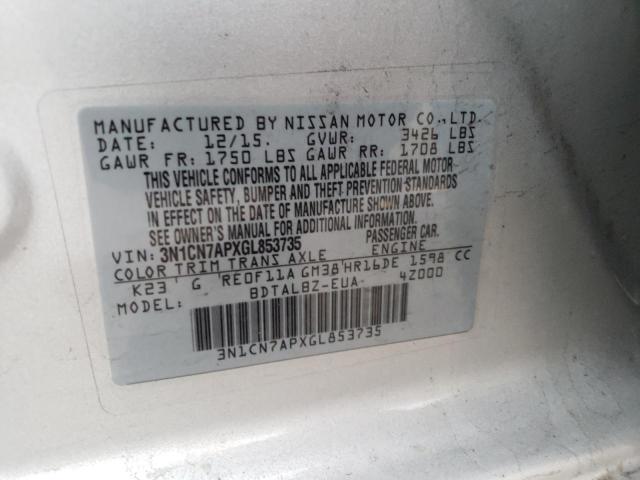 MANUFACTURED BY NISSAN MOTOR CO.,LTD.
DATE: 12/15. GVWR: 3426 LBS
GAWR FR: 1750 LBS GAWR RR: 1708 LBS
THIS VEHICLE CONFORMS TO ALL APPLICABLE FEDERAL MOTOR
VEHICLE SAFETY, BUMPER AND THEFT PREVENTION STANDARDS
IN EFFECT ON THE DATE OF MANUFACTURE SHOWN ABOVE.
SEE OWNER'S MANUAL FOR ADDITIONAL INFORMATION.
VIN: 3N1CN7APXGL853735 PASSENGER CAR.
COLOR TRIM TRANS AXLE ENGINE
K23 G RE0F11A GM38 HR16DE 1598 CC
MODEL: BDTALBZ-EUA 4Z000
3N1CN7APXGL853735